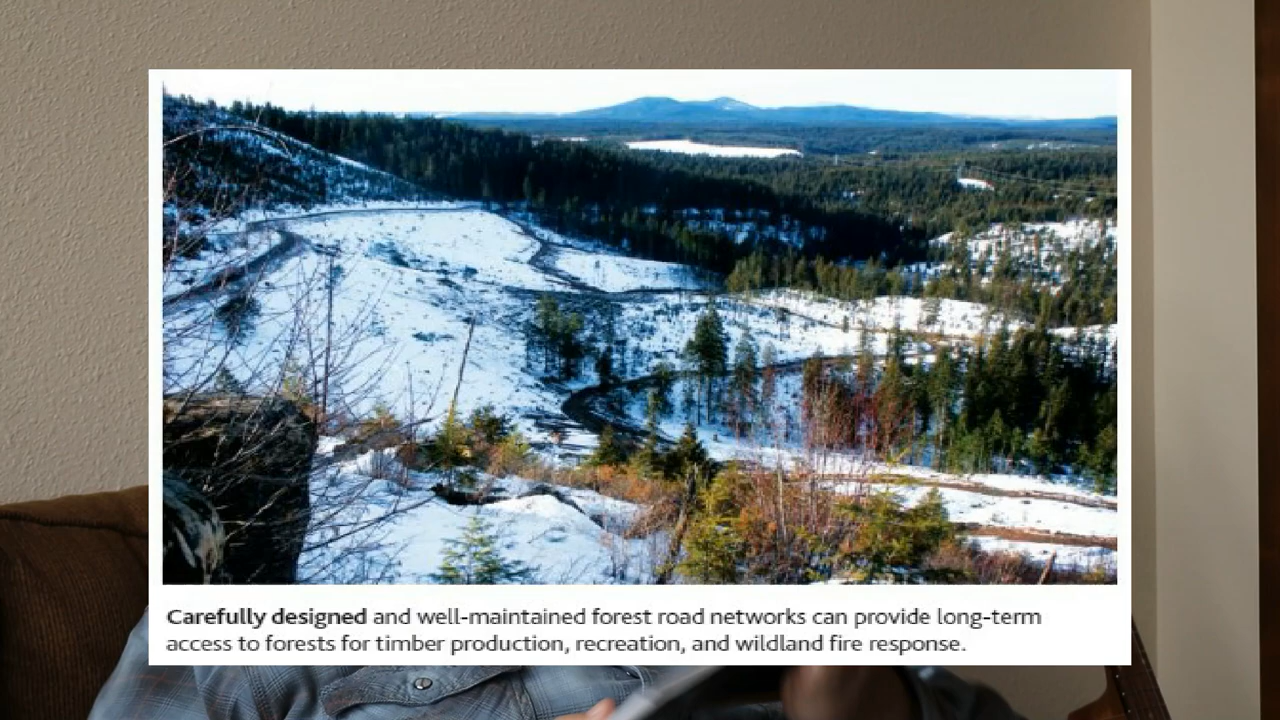 Carefully designed and well-maintained forest road networks can provide long-term
access to forests for timber production, recreation, and wildland fire response.